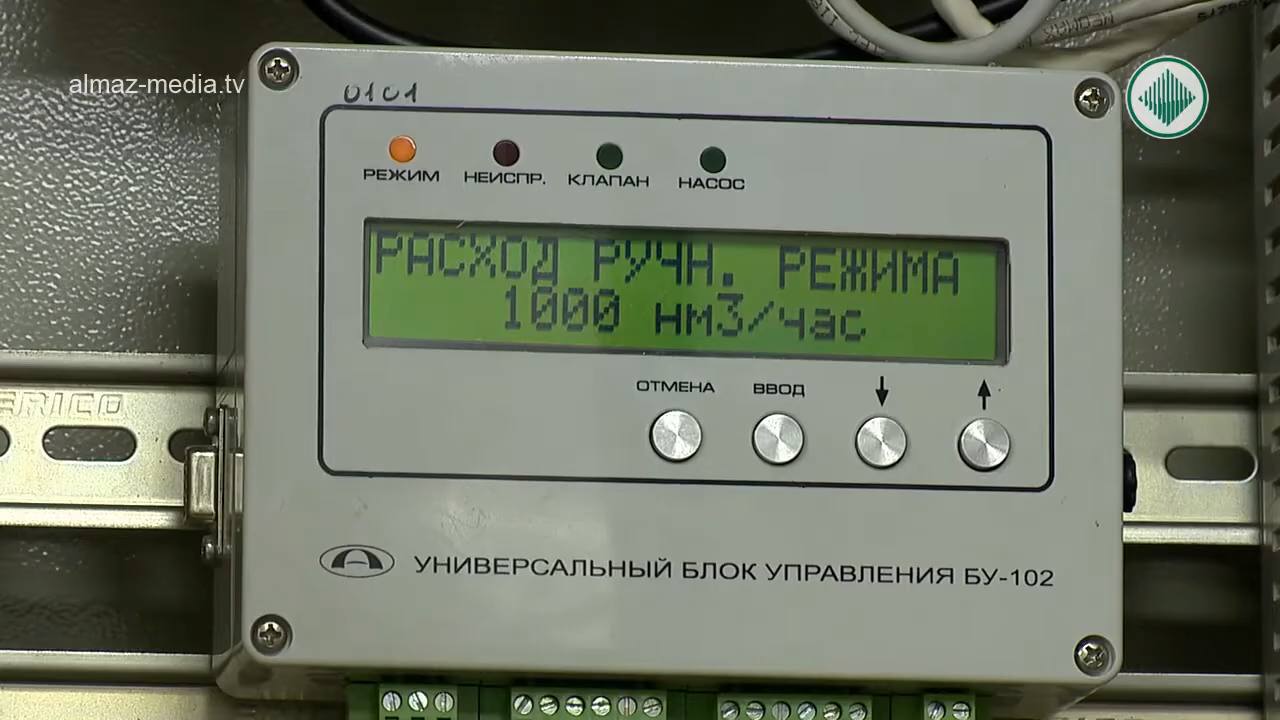 almaz-media.tv
0101
РЕЖИМ НЕИСПР. КЛАПАН НАСОС
РАСХОД РУЧН. РЕЖИМА
1000 нм3/час
ОТМЕНА ВВОД ↓ ↑
УНИВЕРСАЛЬНЫЙ БЛОК УПРАВЛЕНИЯ БУ-102